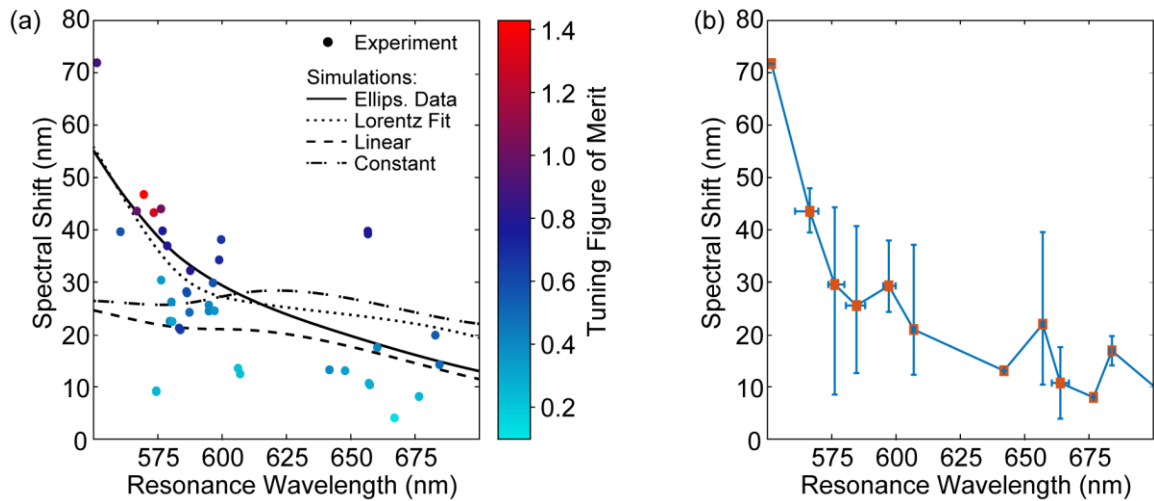 (a)
80
70
60
50
40
30
20
10
0
Spectral Shift (nm)
575 600 625 650 675
Resonance Wavelength (nm)
Experiment
Simulations:
Ellips. Data
Lorentz Fit
Linear
Constant
1.4
1.2
1.0
0.8
0.6
0.4
0.2
Tuning Figure of Merit
(b)
80
70
60
50
40
30
20
10
0
Spectral Shift (nm)
575 600 625 650 675
Resonance Wavelength (nm)